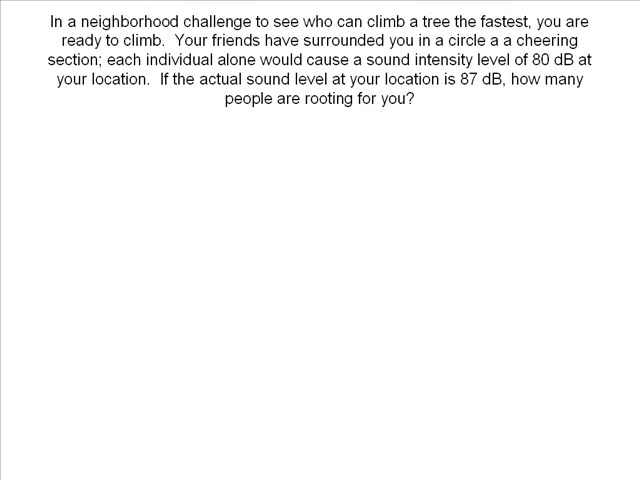 In a neighborhood challenge to see who can climb a tree the fastest, you are
ready to climb.  Your friends have surrounded you in a circle a a cheering
section; each individual alone would cause a sound intensity level of 80 dB at
your location.  If the actual sound level at your location is 87 dB, how many
people are rooting for you?